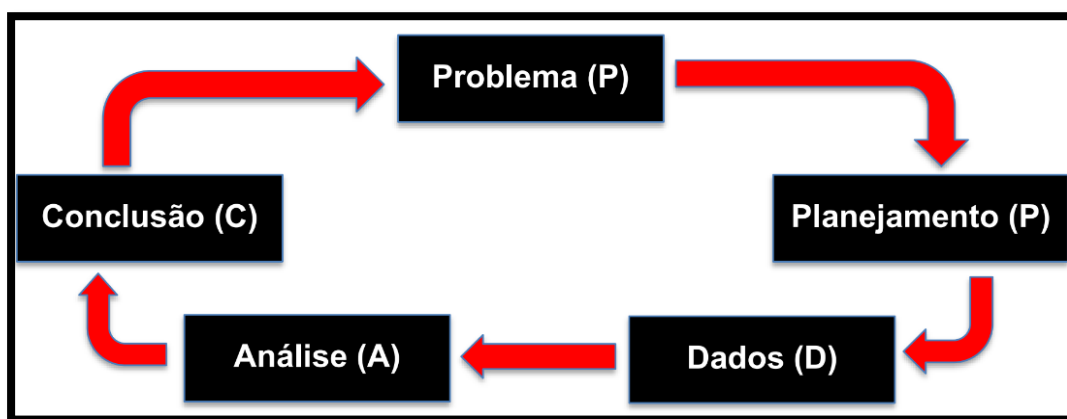 Problema (P)
Planejamento (P)
Dados (D)
Análise (A)
Conclusão (C)